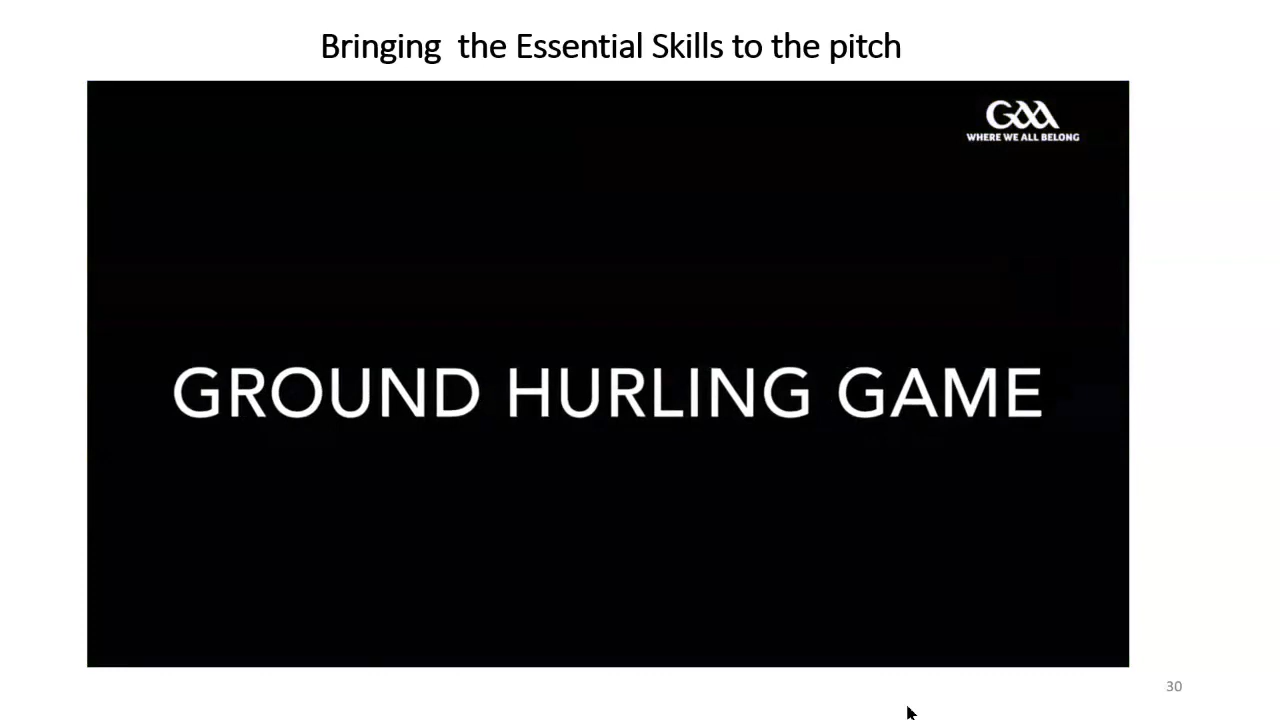 Bringing  the Essential Skills to the pitch
GAA
WHERE WE ALL BELONG
GROUND HURLING GAME
30